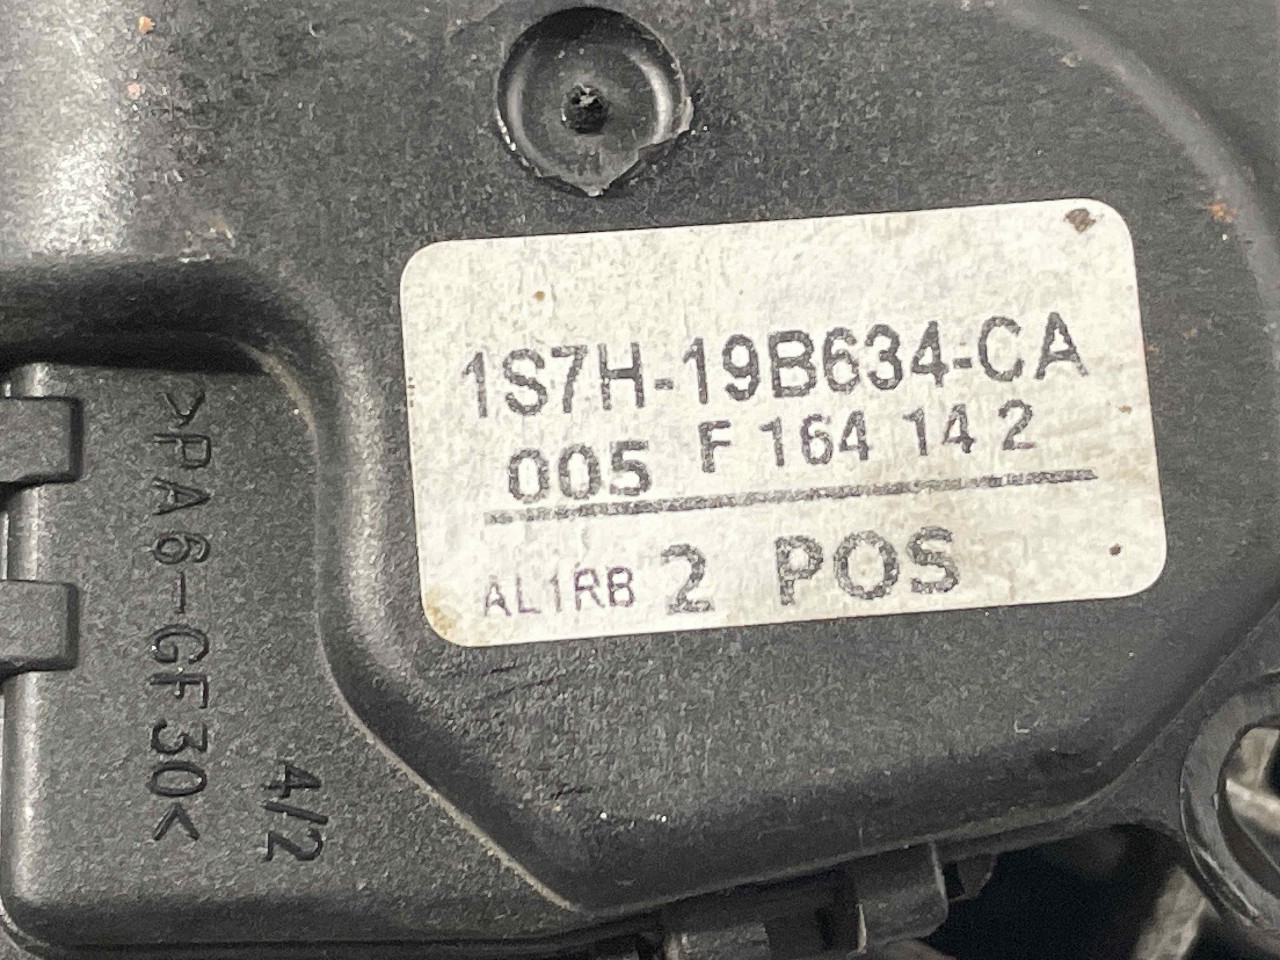 1S7H-19B634-CA
005 F 164 14 2
AL1RB 2 POS
>PA6-GF30<
4/2